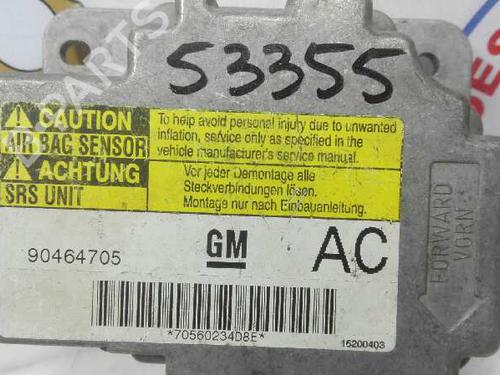 53355
CAUTION
AIR BAG SENSOR
To help avoid personal injury due to unwanted
inflation, service only as specified in the
vehicle manufacturer's service manual.
ACHTUNG
SRS UNIT
Vor jeder Demontage alle
Steckverbindungen lösen.
Montage nur nach Einbauanleitung.
90464705
GM
AC
*70560234D8E*
16200403
FORWARD
VORN